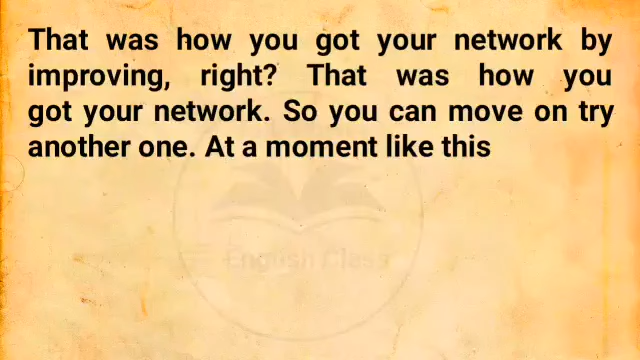 That was how you got your network by
improving, right? That was how you
got your network. So you can move on try
another one. At a moment like this
English Class